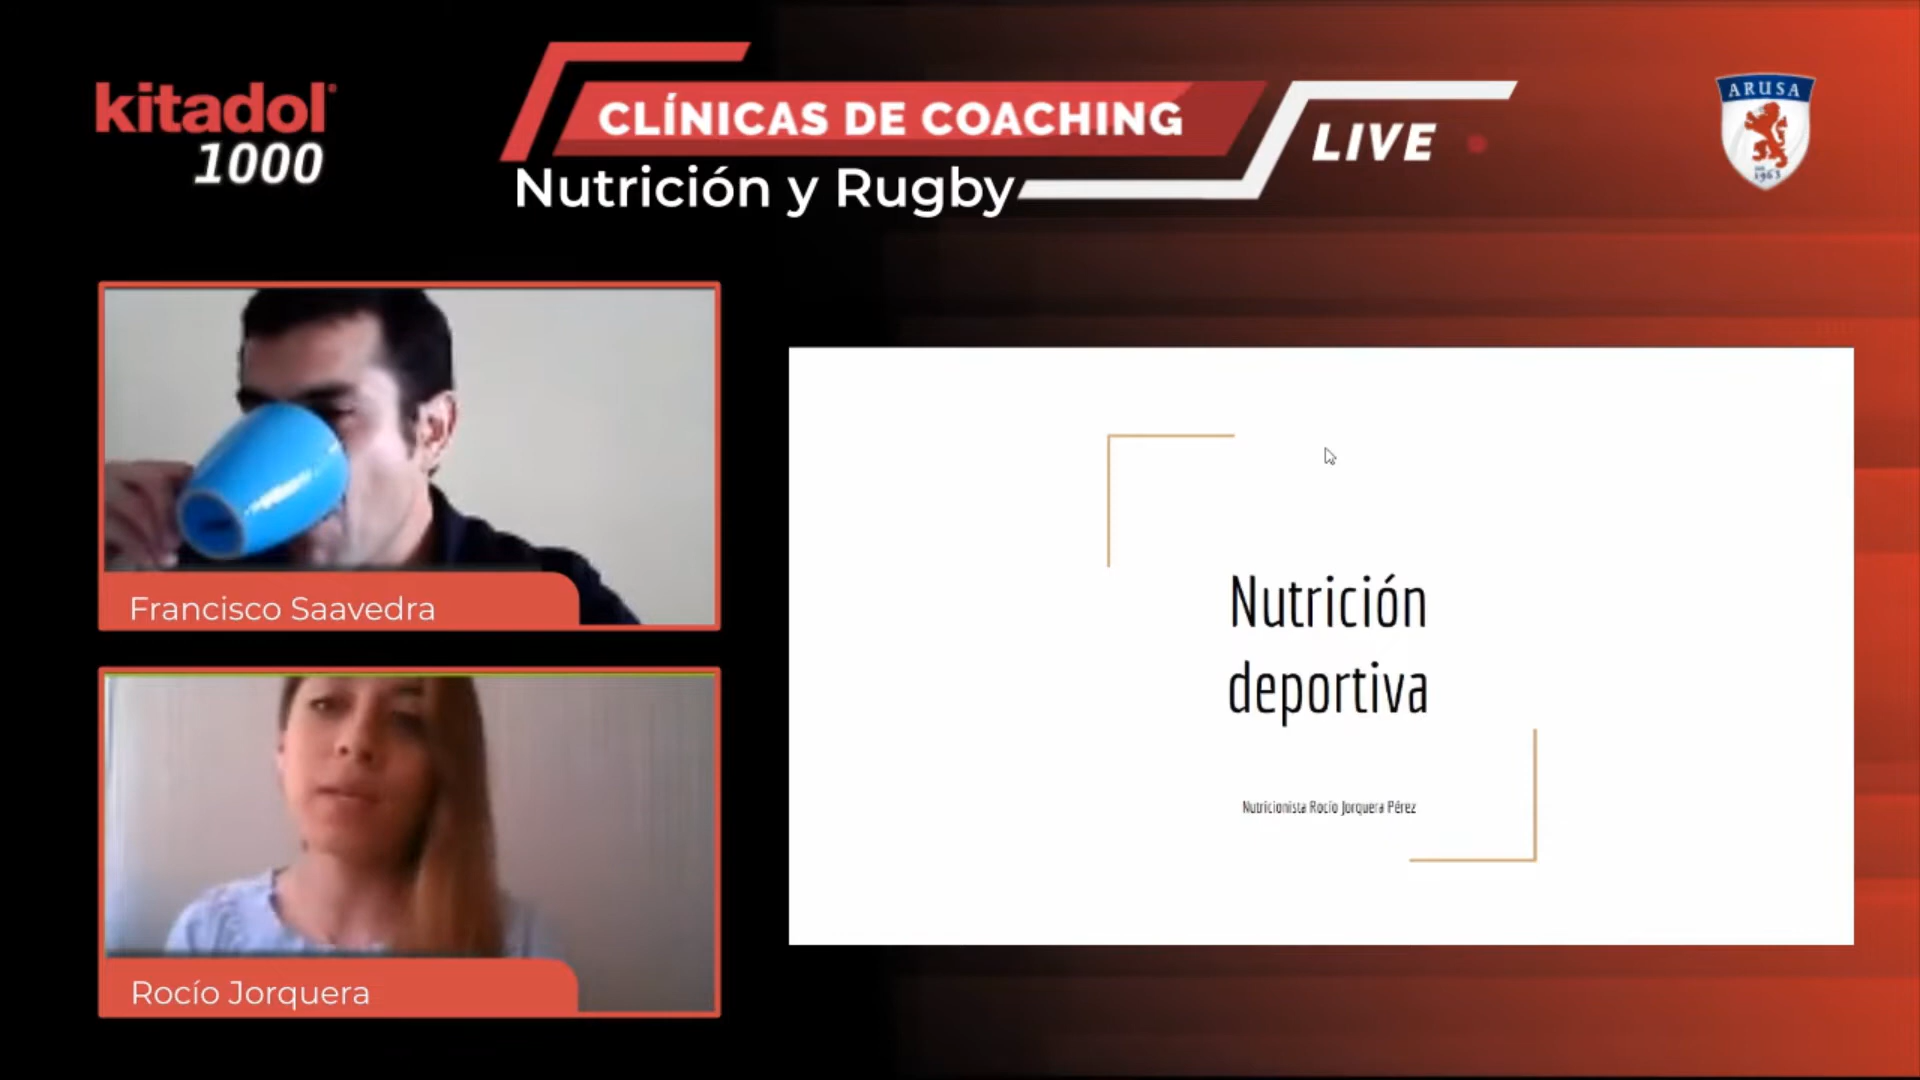 kitadol
1000
CLÍNICAS DE COACHING
LIVE
Nutrición y Rugby
ARUSA
1963
Francisco Saavedra
Rocío Jorquera
Nutrición
deportiva
Nutricionista Rocío Jorquera Pérez